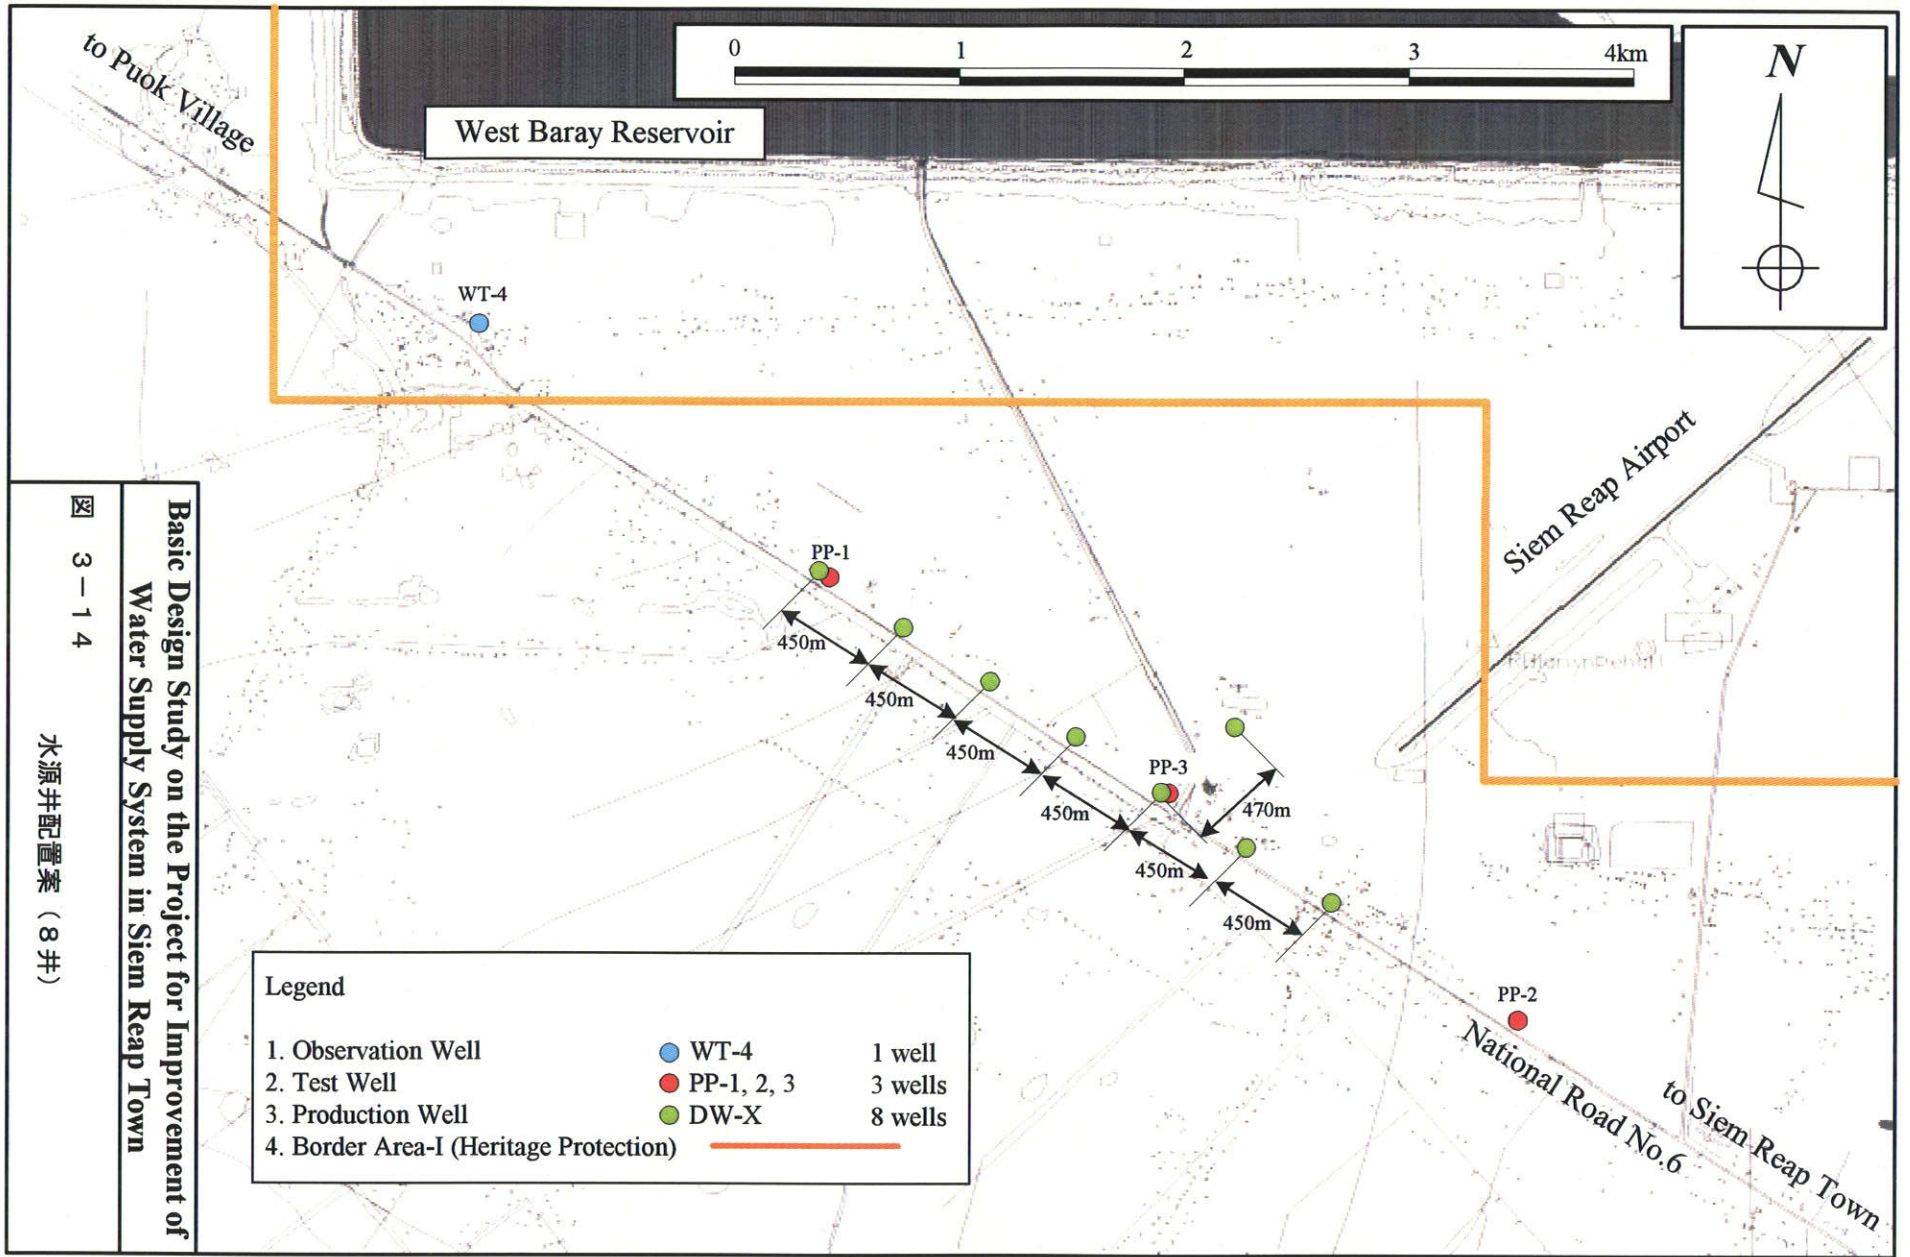 to Puok Village
0 1 2 3 4km
N
West Baray Reservoir
WT-4
Siem Reap Airport
PP-1
450m
450m
450m
PP-3
450m
470m
450m
450m
PP-2
National Road No.6
to Siem Reap Town
Legend
1. Observation Well WT-4 1 well
2. Test Well PP-1, 2, 3 3 wells
3. Production Well DW-X 8 wells
4. Border Area-I (Heritage Protection)
Basic Design Study on the Project for Improvement of
Water Supply System in Siem Reap Town
図 3-14 水源井配置案(8井)